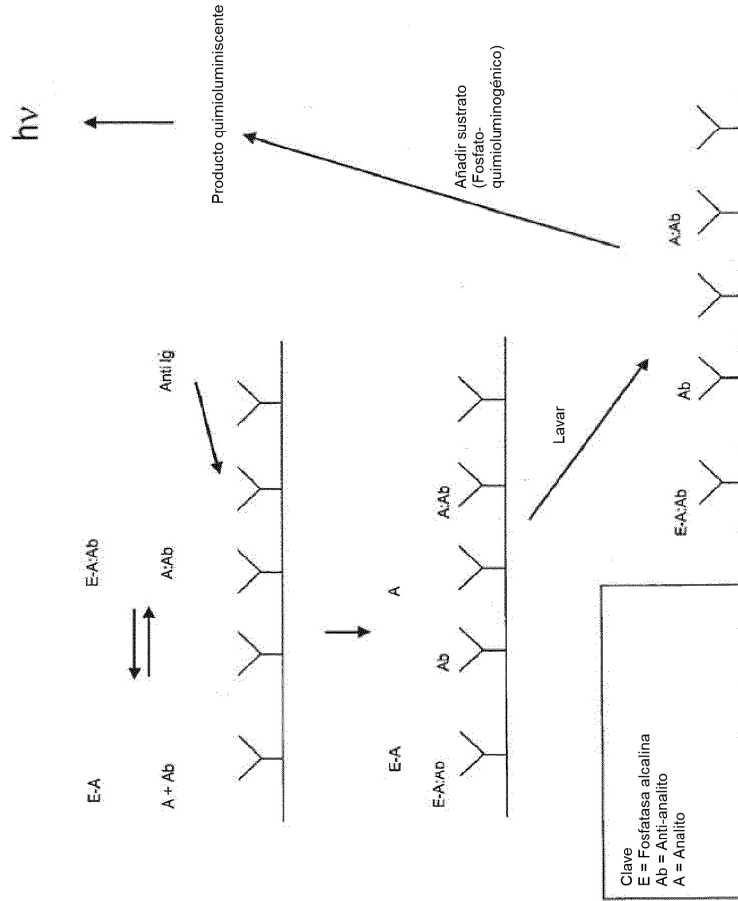 E-A
E-A:Ab
A + Ab
A:Ab
Anti Ig
E-A
A
E-A:Ab
Ab
A:Ab
Lavar
E-A:Ab
Ab
A:Ab
Añadir sustrato
(Fosfato-
quimioluminogénico)
Producto quimioluminiscente
hν
Clave
E = Fosfatasa alcalina
Ab = Anti-analito
A = Analito